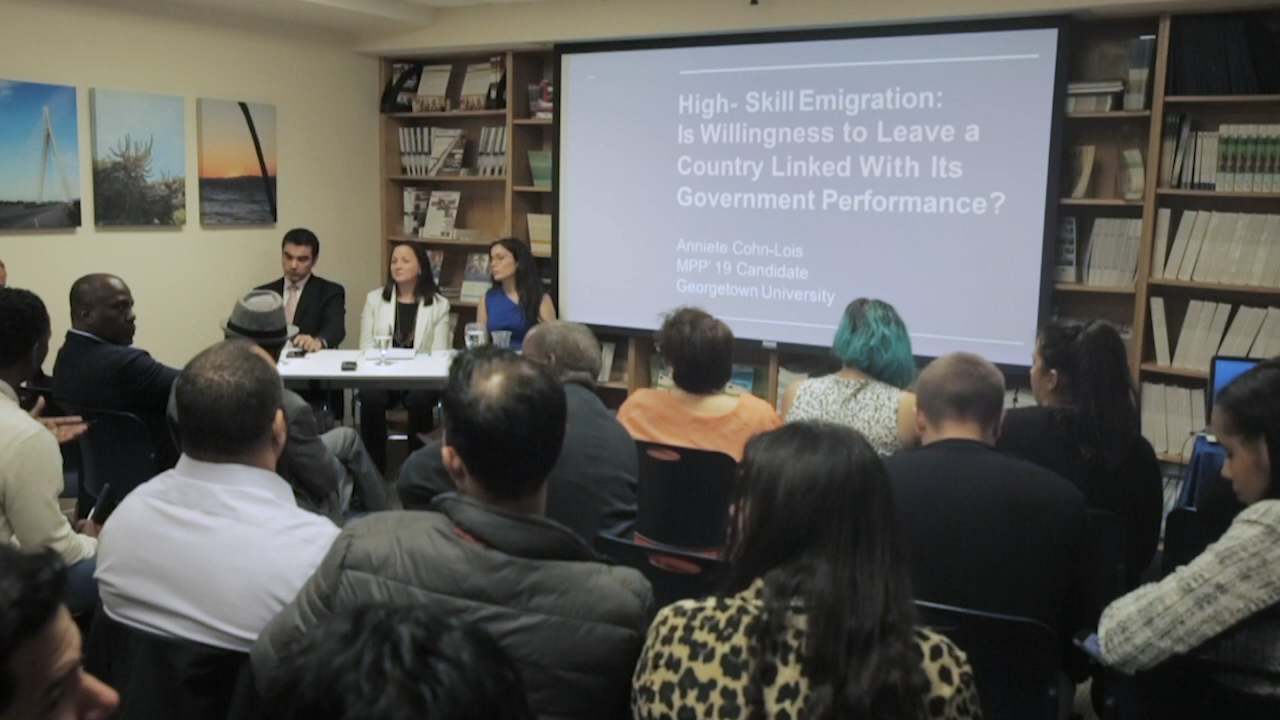 High- Skill Emigration:
Is Willingness to Leave a
Country Linked With Its
Government Performance?
Anniete Cohn-Lois
MPP' 19 Candidate
Georgetown University